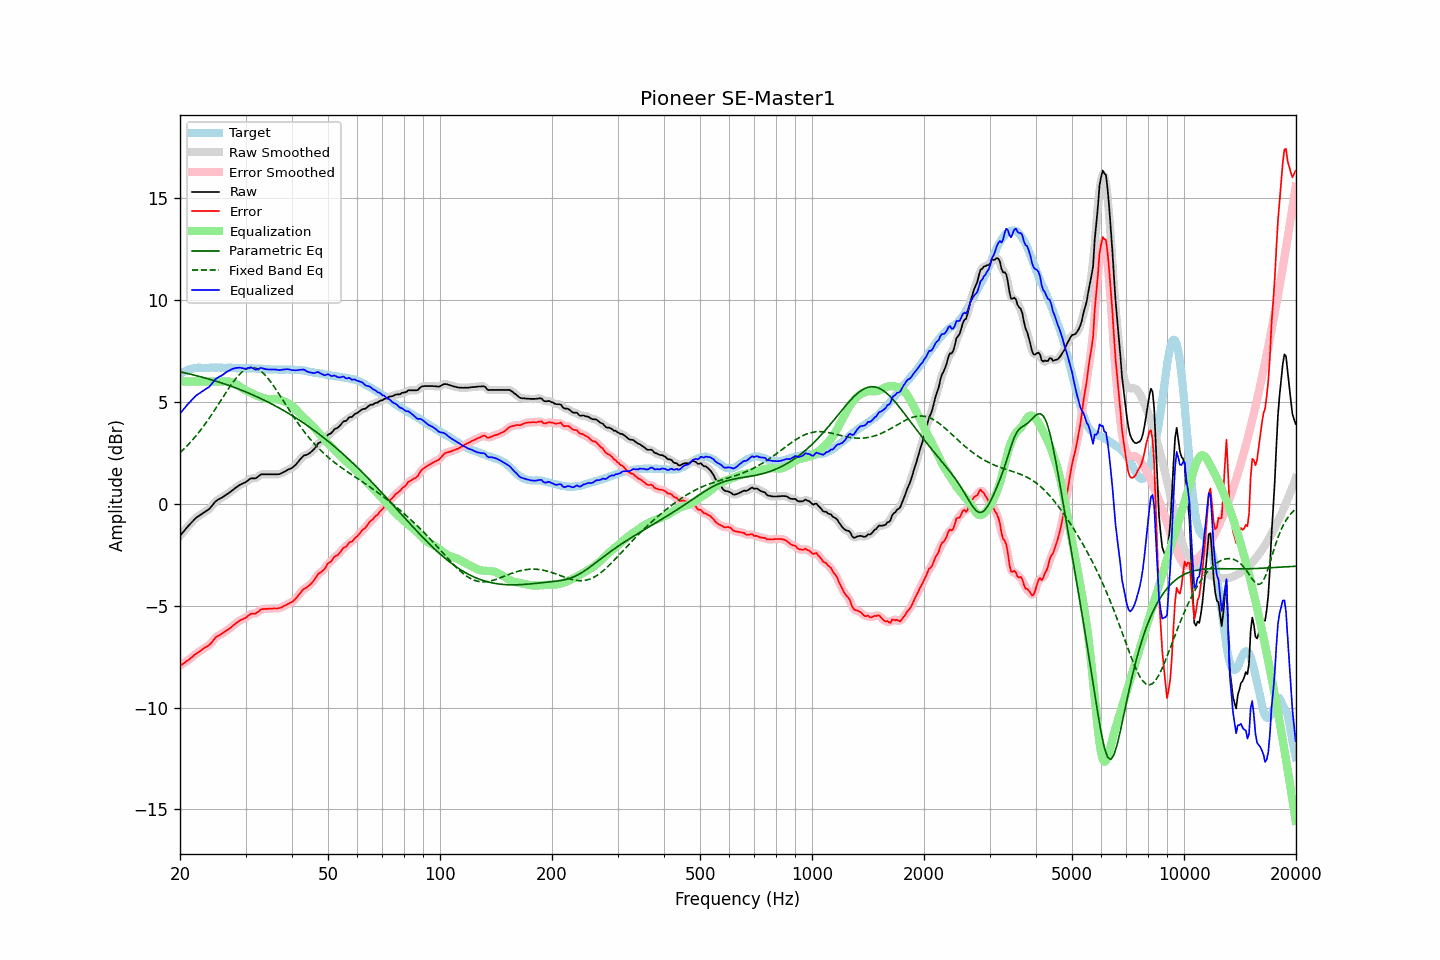 Pioneer SE-Master1
Target
Raw Smoothed
Error Smoothed
Raw
Error
Equalization
Parametric Eq
Fixed Band Eq
Equalized
Amplitude (dBr)
15
10
5
0
−5
−10
−15
20
50
100
200
500
1000
2000
5000
10000
20000
Frequency (Hz)